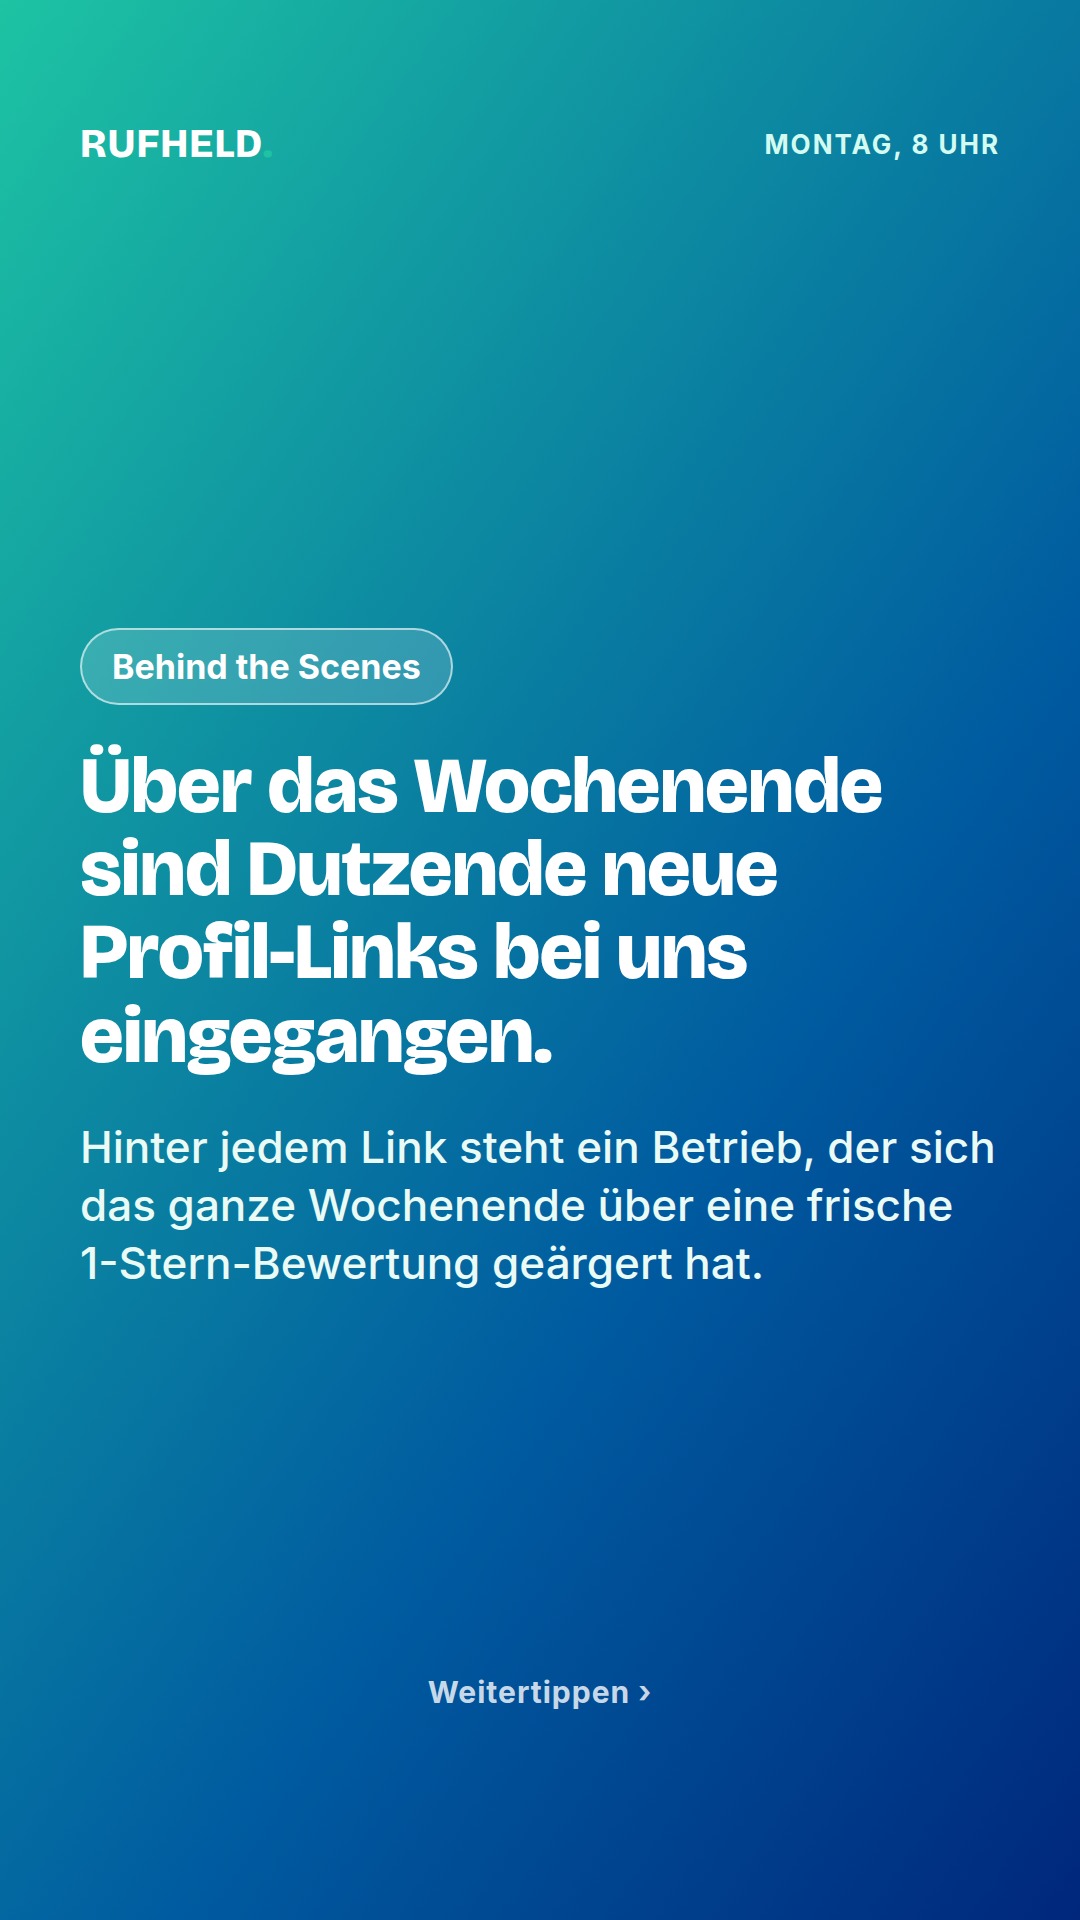 RUFHELD.
MONTAG, 8 UHR
Behind the Scenes
Über das Wochenende
sind Dutzende neue
Profil-Links bei uns
eingegangen.
Hinter jedem Link steht ein Betrieb, der sich
das ganze Wochenende über eine frische
1-Stern-Bewertung geärgert hat.
Weitertippen ›